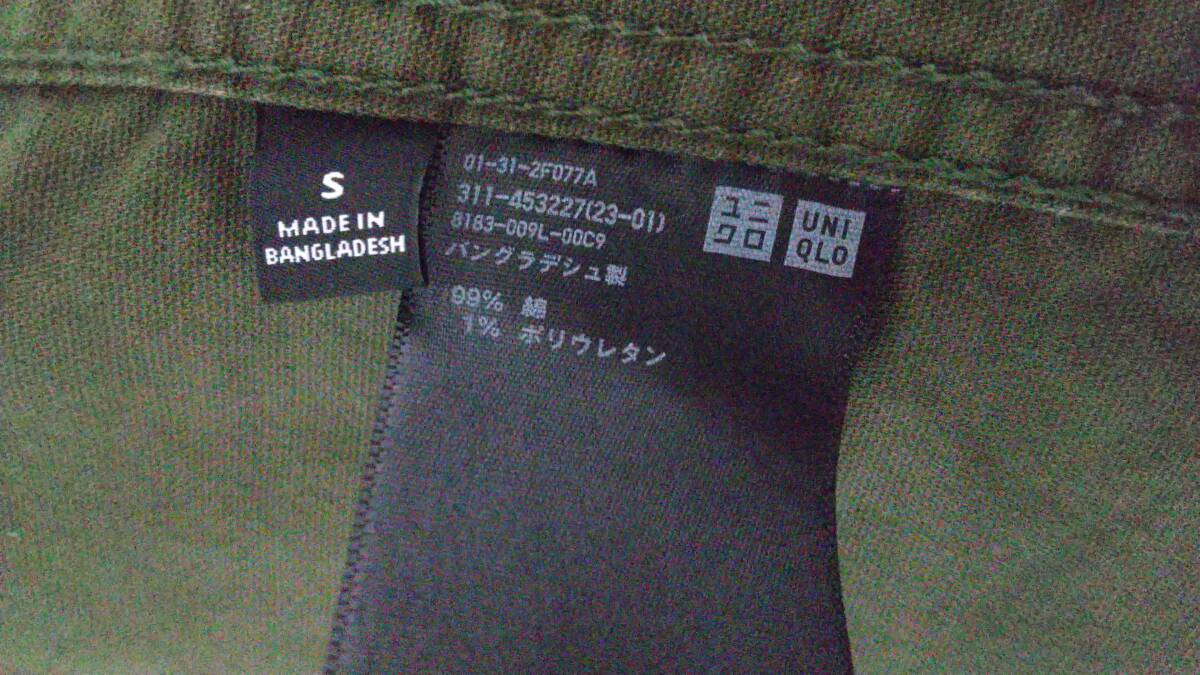 S
MADE IN
BANGLADESH
01-31-2F077A
311-453227(23-01)
8183-009L-00C9
バングラデシュ製
99% 綿
1% ポリウレタン
ユニ
クロ
UNI
QLO